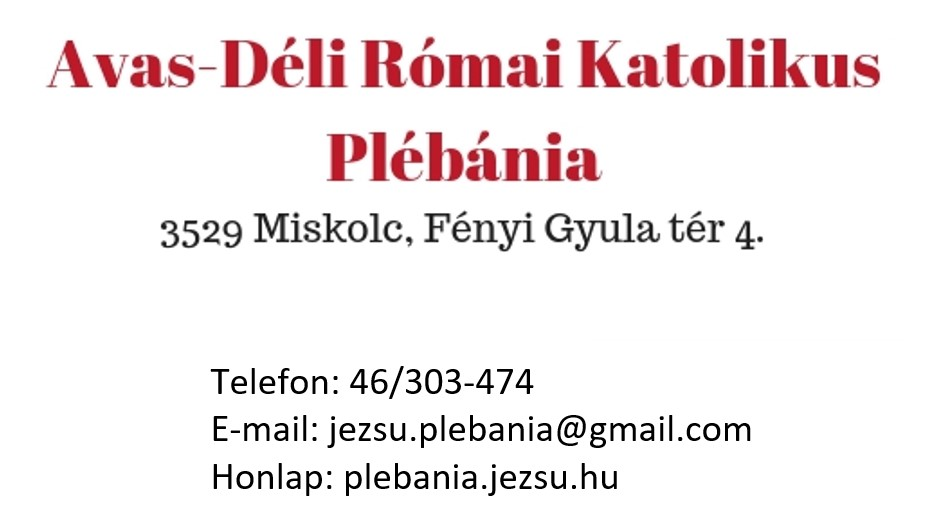 Avas-Déli Római Katolikus
Plébánia
3529 Miskolc, Fényi Gyula tér 4.
Telefon: 46/303-474
E-mail: jezsu.plebania@gmail.com
Honlap: plebania.jezsu.hu